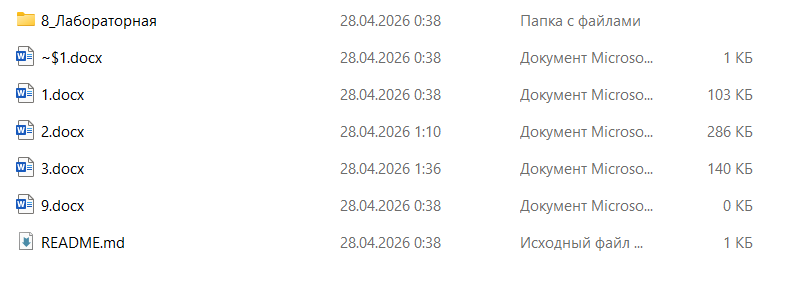 8_Лабораторная 28.04.2026 0:38 Папка с файлами
~$1.docx 28.04.2026 0:38 Документ Microso... 1 КБ
1.docx 28.04.2026 0:38 Документ Microso... 103 КБ
2.docx 28.04.2026 1:10 Документ Microso... 286 КБ
3.docx 28.04.2026 1:36 Документ Microso... 140 КБ
9.docx 28.04.2026 0:38 Документ Microso... 0 КБ
README.md 28.04.2026 0:38 Исходный файл ... 1 КБ